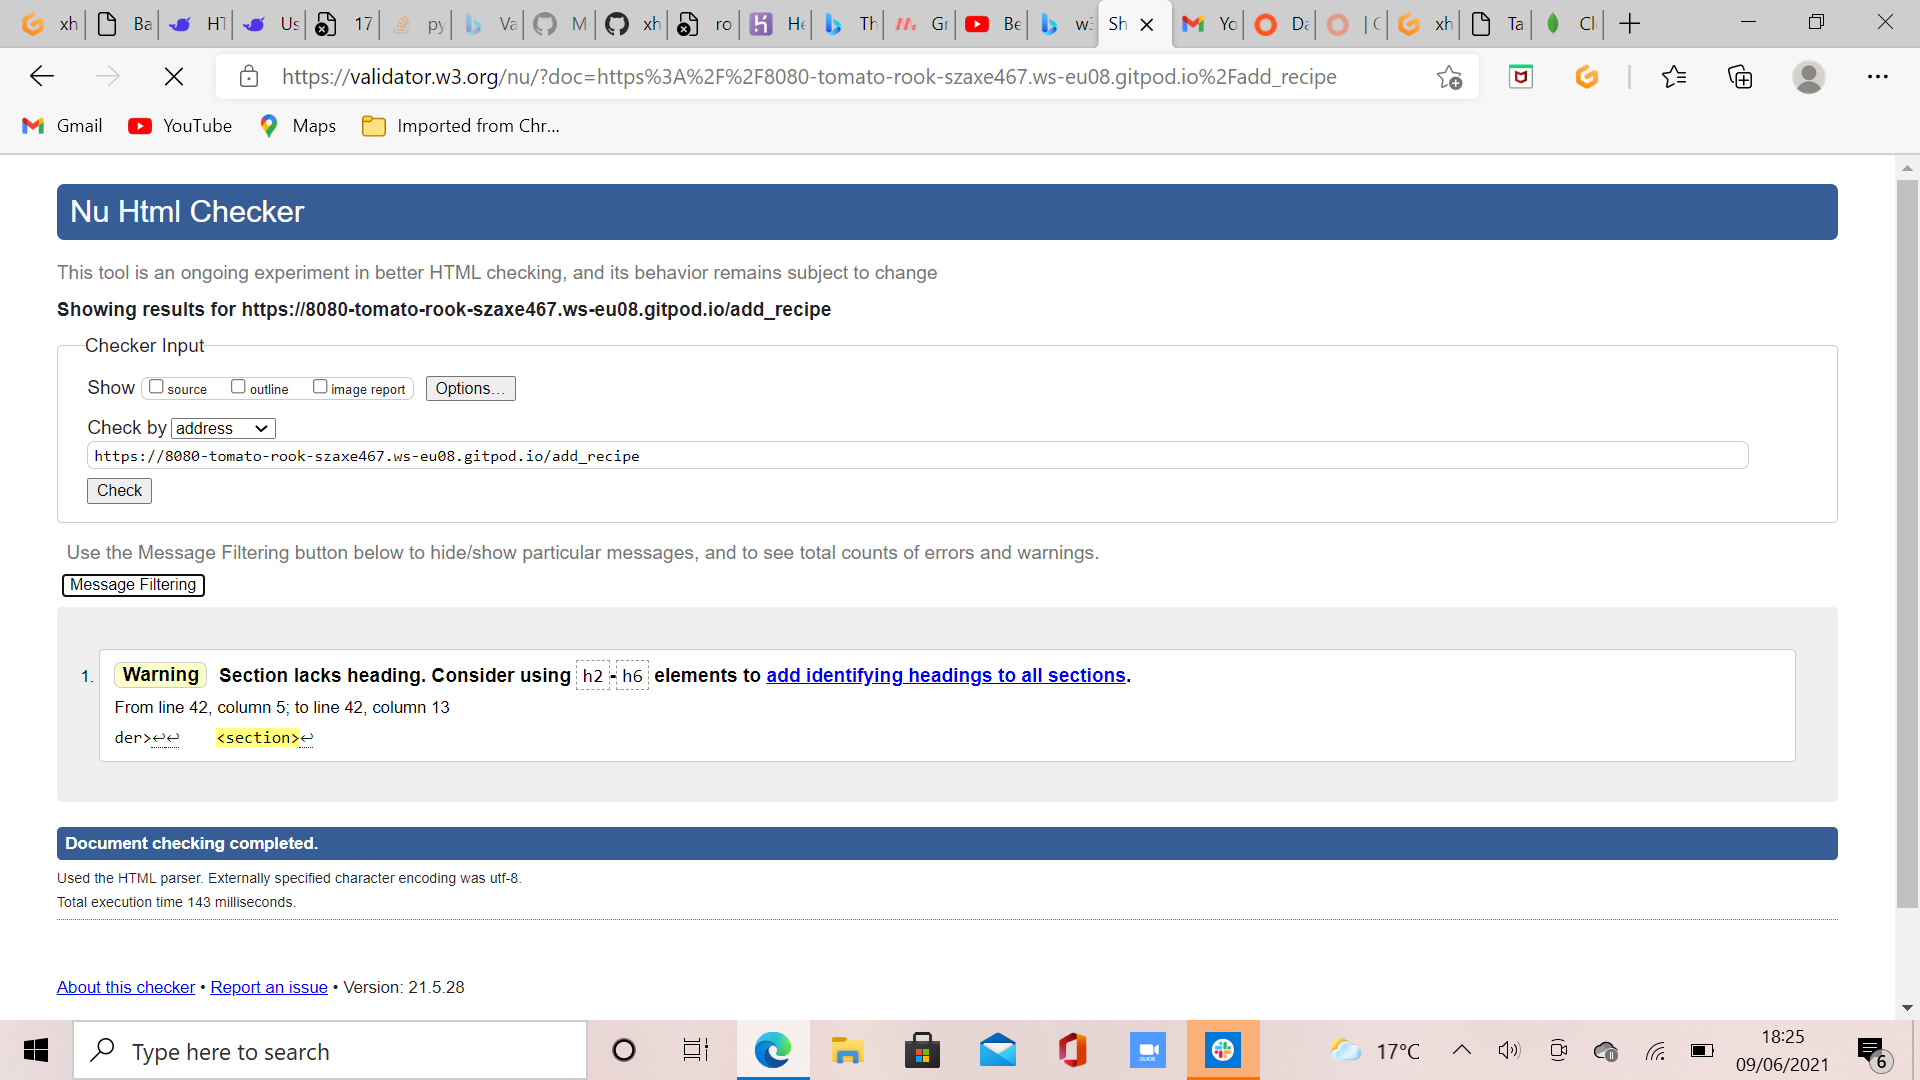 xh Ba HT Us 17 py Va M xh ro He Th Gr Be w3 Sh Yo Da | C xh Ta Cl
https://validator.w3.org/nu/?doc=https%3A%2F%2F8080-tomato-rook-szaxe467.ws-eu08.gitpod.io%2Fadd_recipe
Gmail YouTube Maps Imported from Chr...
Nu Html Checker
This tool is an ongoing experiment in better HTML checking, and its behavior remains subject to change
Showing results for https://8080-tomato-rook-szaxe467.ws-eu08.gitpod.io/add_recipe
Checker Input
Show source outline image report Options...
Check by address
https://8080-tomato-rook-szaxe467.ws-eu08.gitpod.io/add_recipe
Check
Use the Message Filtering button below to hide/show particular messages, and to see total counts of errors and warnings.
Message Filtering
1. Warning Section lacks heading. Consider using h2-h6 elements to add identifying headings to all sections.
From line 42, column 5; to line 42, column 13
der>↩↩ <section>↩
Document checking completed.
Used the HTML parser. Externally specified character encoding was utf-8.
Total execution time 143 milliseconds.
About this checker • Report an issue • Version: 21.5.28
Type here to search
GUIDE
17°C
18:25
09/06/2021
6